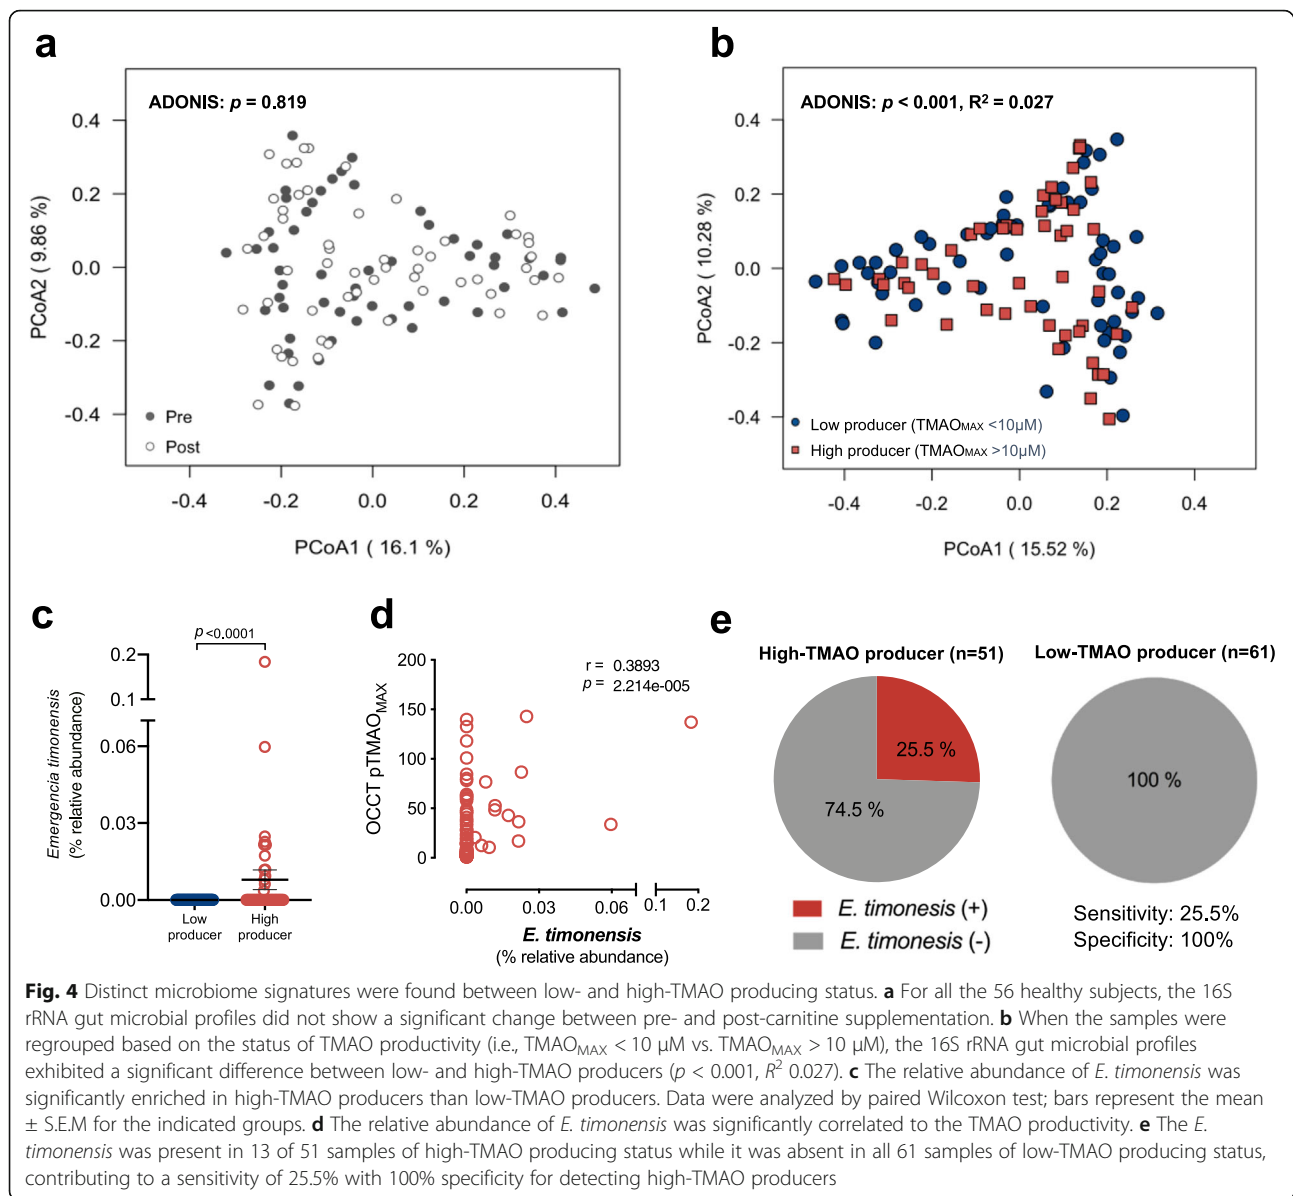 a
ADONIS: p = 0.819
PCoA2 ( 9.86 %)
0.4
0.2
0.0
-0.2
-0.4
Pre
Post
-0.4 -0.2 0.0 0.2 0.4
PCoA1 ( 16.1 %)
b
ADONIS: p < 0.001, R² = 0.027
PCoA2 ( 10.28 %)
0.4
0.2
0.0
-0.2
-0.4
Low producer (TMAOMAX <10µM)
High producer (TMAOMAX >10µM)
-0.4 -0.2 0.0 0.2 0.4
PCoA1 ( 15.52 %)
c
p <0.0001
Emergencia timonensis
(% relative abundance)
0.2
0.1
0.06
0.03
0.00
Low producer
High producer
d
OCCT pTMAOMAX
200
150
100
50
0
r = 0.3893
p = 2.214e-005
0.00 0.03 0.06 0.1 0.2
E. timonensis
(% relative abundance)
e
High-TMAO producer (n=51)
25.5 %
74.5 %
Low-TMAO producer (n=61)
100 %
E. timonesis (+)
E. timonesis (-)
Sensitivity: 25.5%
Specificity: 100%
Fig. 4 Distinct microbiome signatures were found between low- and high-TMAO producing status. a For all the 56 healthy subjects, the 16S
rRNA gut microbial profiles did not show a significant change between pre- and post-carnitine supplementation. b When the samples were
regrouped based on the status of TMAO productivity (i.e., TMAOMAX < 10 μM vs. TMAOMAX > 10 μM), the 16S rRNA gut microbial profiles
exhibited a significant difference between low- and high-TMAO producers (p < 0.001, R² 0.027). c The relative abundance of E. timonensis was
significantly enriched in high-TMAO producers than low-TMAO producers. Data were analyzed by paired Wilcoxon test; bars represent the mean
± S.E.M for the indicated groups. d The relative abundance of E. timonensis was significantly correlated to the TMAO productivity. e The E.
timonensis was present in 13 of 51 samples of high-TMAO producing status while it was absent in all 61 samples of low-TMAO producing status,
contributing to a sensitivity of 25.5% with 100% specificity for detecting high-TMAO producers